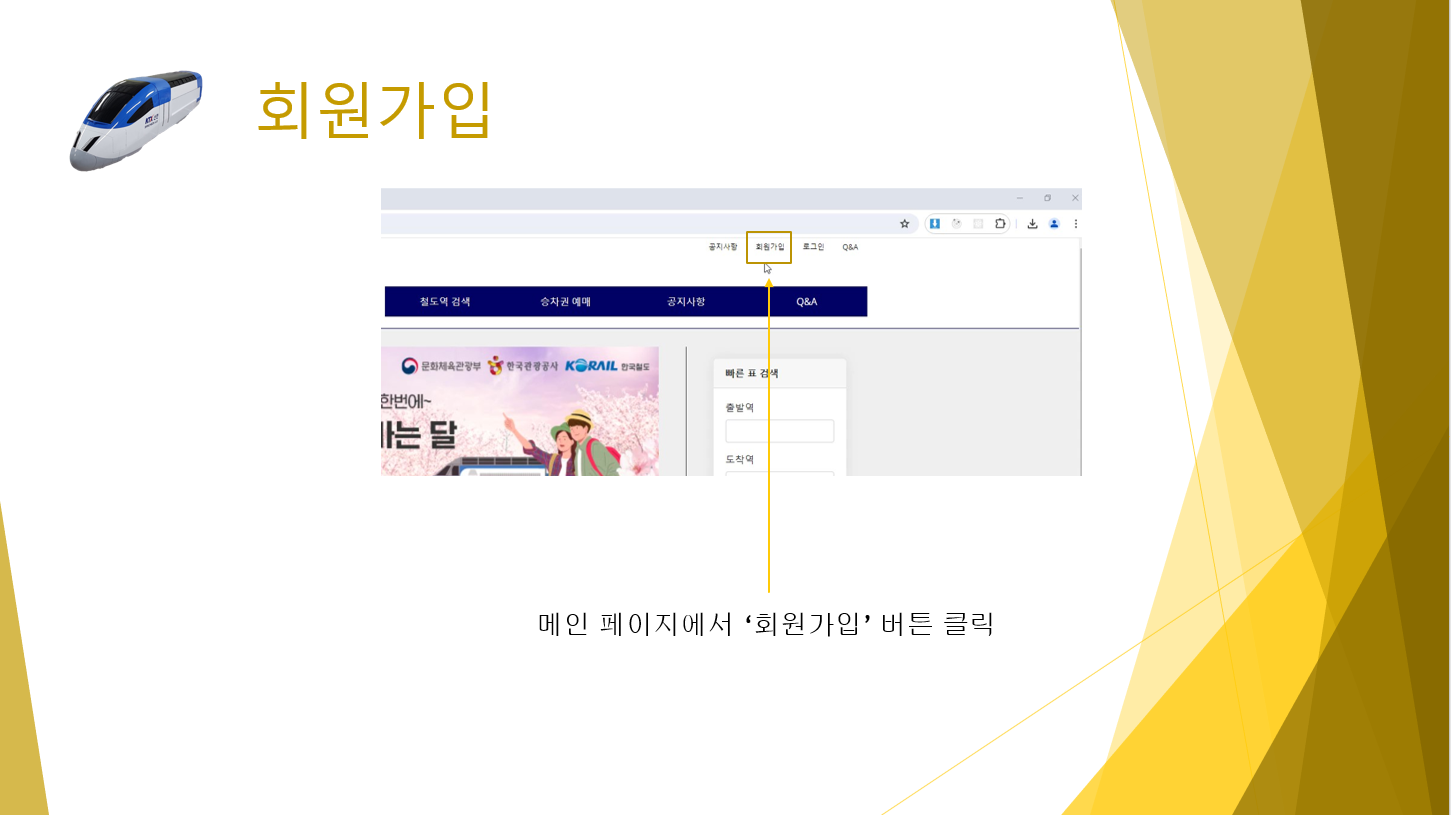 회원가입
공지사항 회원가입 로그인 Q&A
철도역 검색 승차권 예매 공지사항 Q&A
문화체육관광부 한국관광공사 KORAIL 한국철도
한번에~
는 달
빠른 표 검색
출발역
도착역
메인 페이지에서 ‘회원가입’ 버튼 클릭